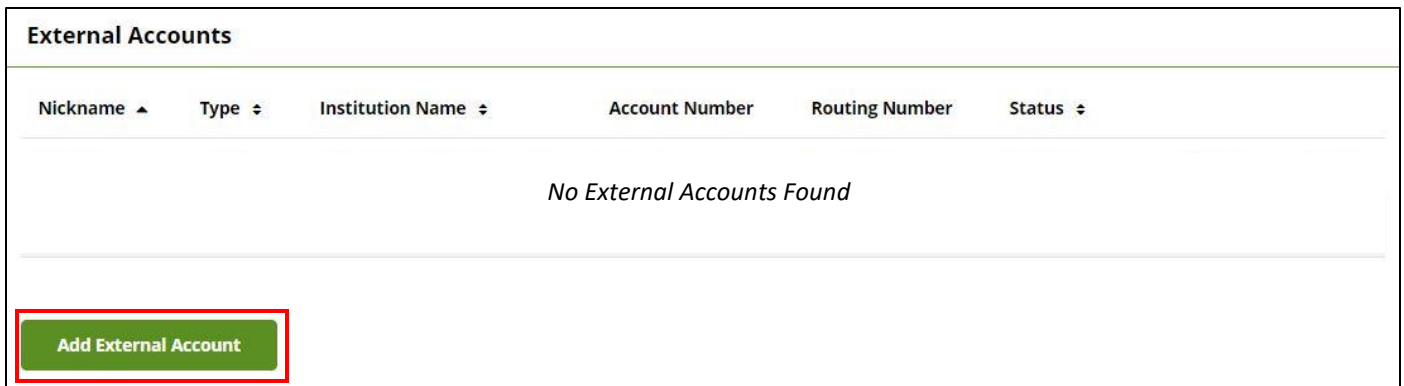 External Accounts
Nickname Type Institution Name Account Number Routing Number Status
No External Accounts Found
Add External Account